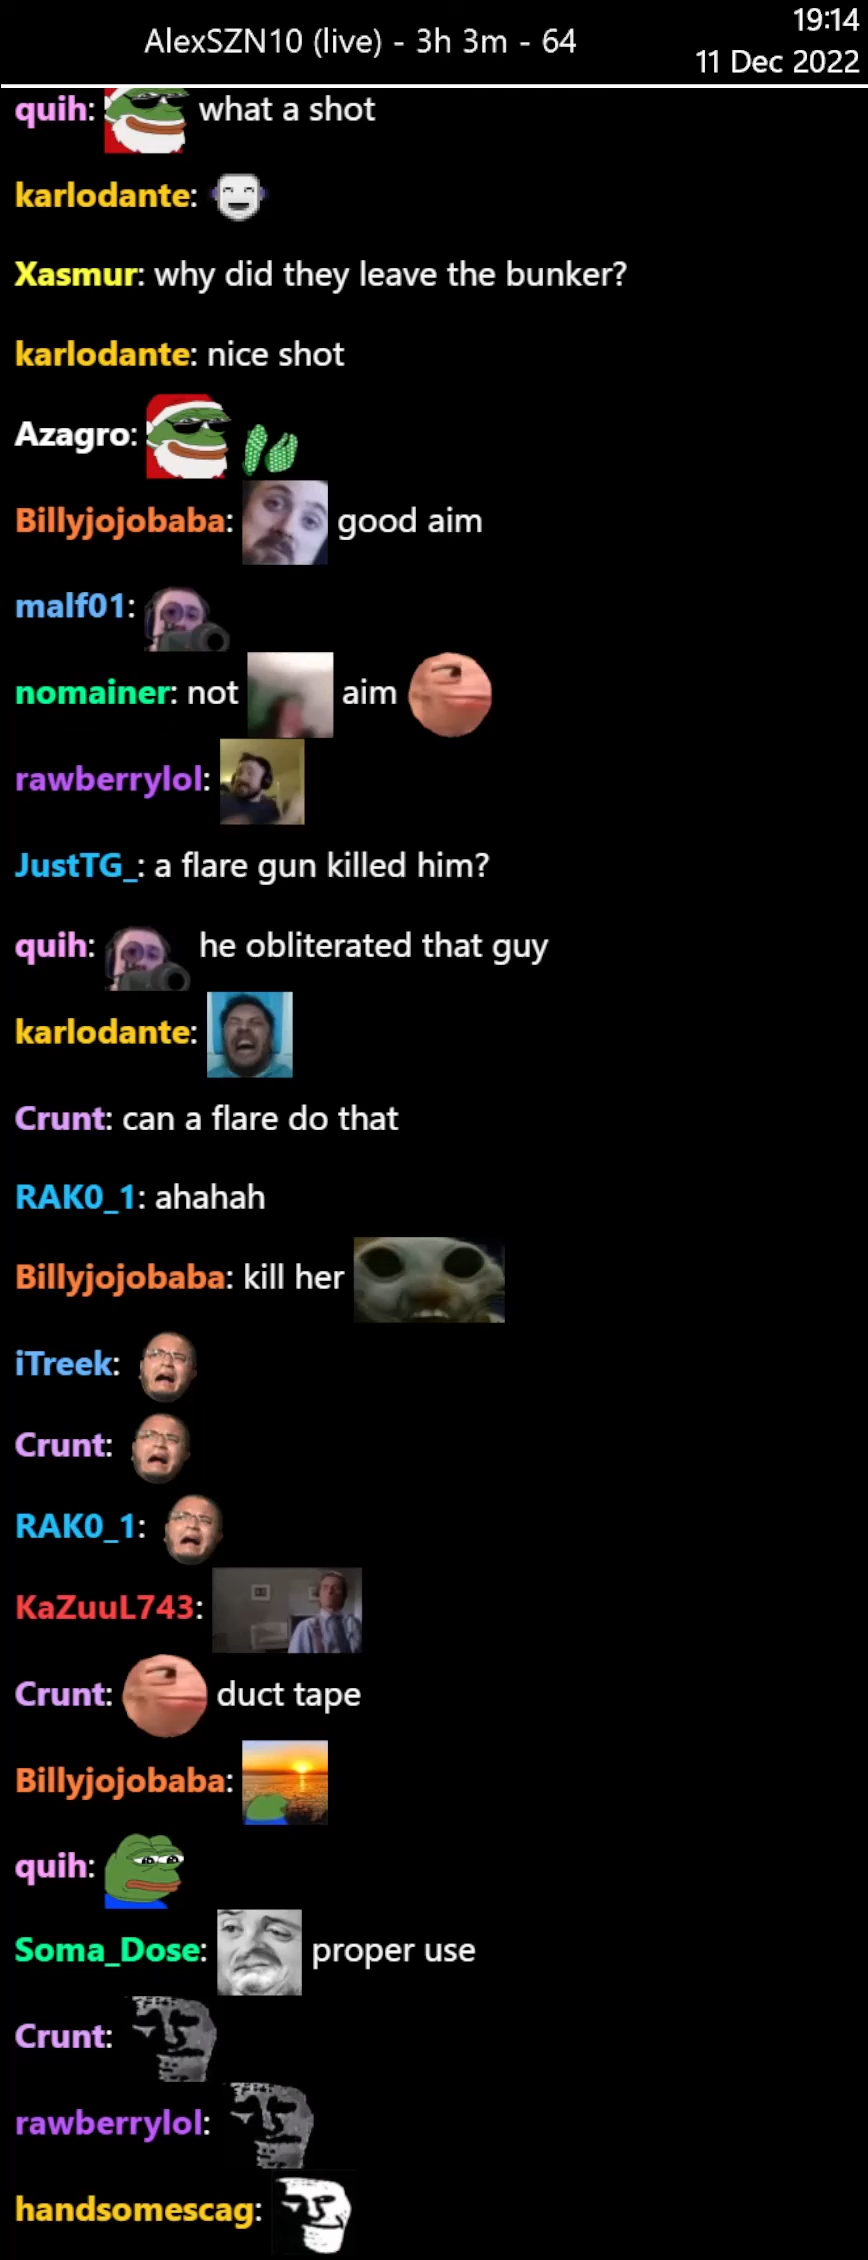 AlexSZN10 (live) - 3h 3m - 64
19:14
11 Dec 2022
quih: what a shot
karlodante:
Xasmur: why did they leave the bunker?
karlodante: nice shot
Azagro:
Billyjojobaba: good aim
malf01:
nomainer: not aim
rawberrylol:
JustTG_: a flare gun killed him?
quih: he obliterated that guy
karlodante:
Crunt: can a flare do that
RAK0_1: ahahah
Billyjojobaba: kill her
iTreek:
Crunt:
RAK0_1:
KaZuuL743:
Crunt: duct tape
Billyjojobaba:
quih:
Soma_Dose: proper use
Crunt:
rawberrylol:
handsomescag: